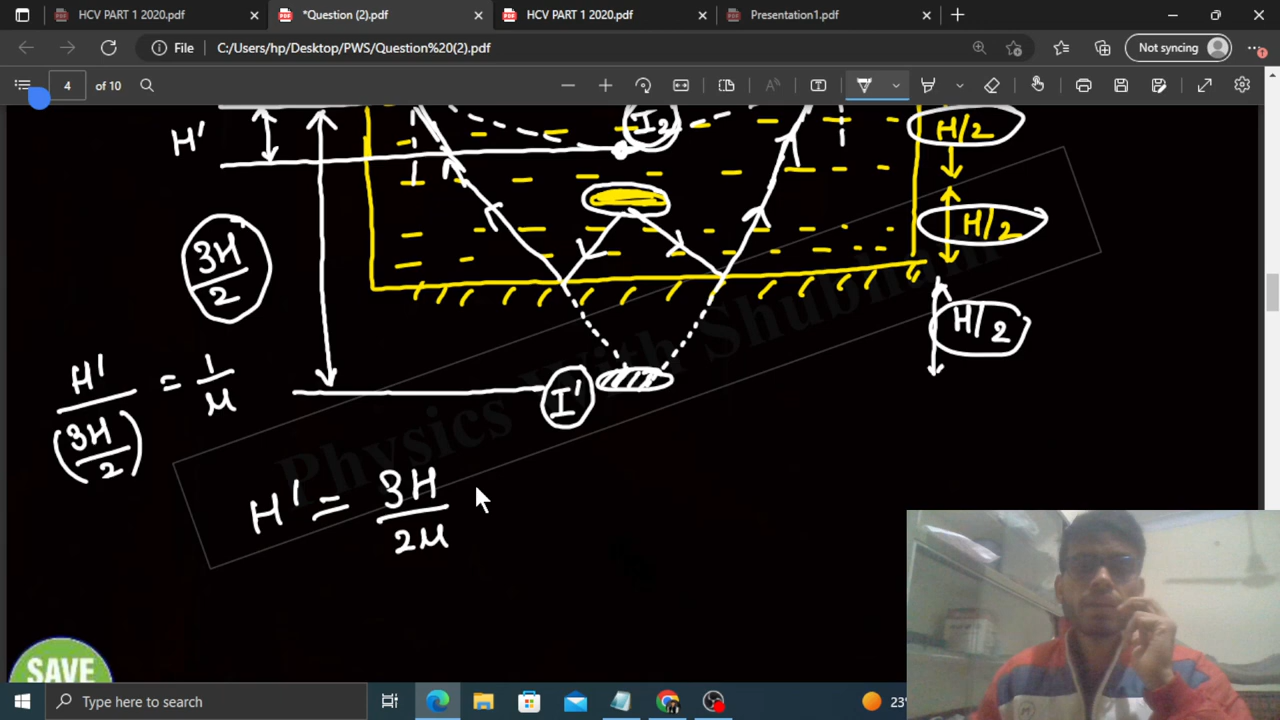 HCV PART 1 2020.pdf
*Question (2).pdf
HCV PART 1 2020.pdf
Presentation1.pdf
File
C:/Users/hp/Desktop/PWS/Question%20(2).pdf
Not syncing
4 of 10
H'
I₂
H/2
3H/2
H/2
H/2
H'/(3H/2) = 1/μ
I'
Physics With Shubham
H' = 3H/2μ
SAVE
Type here to search
23°